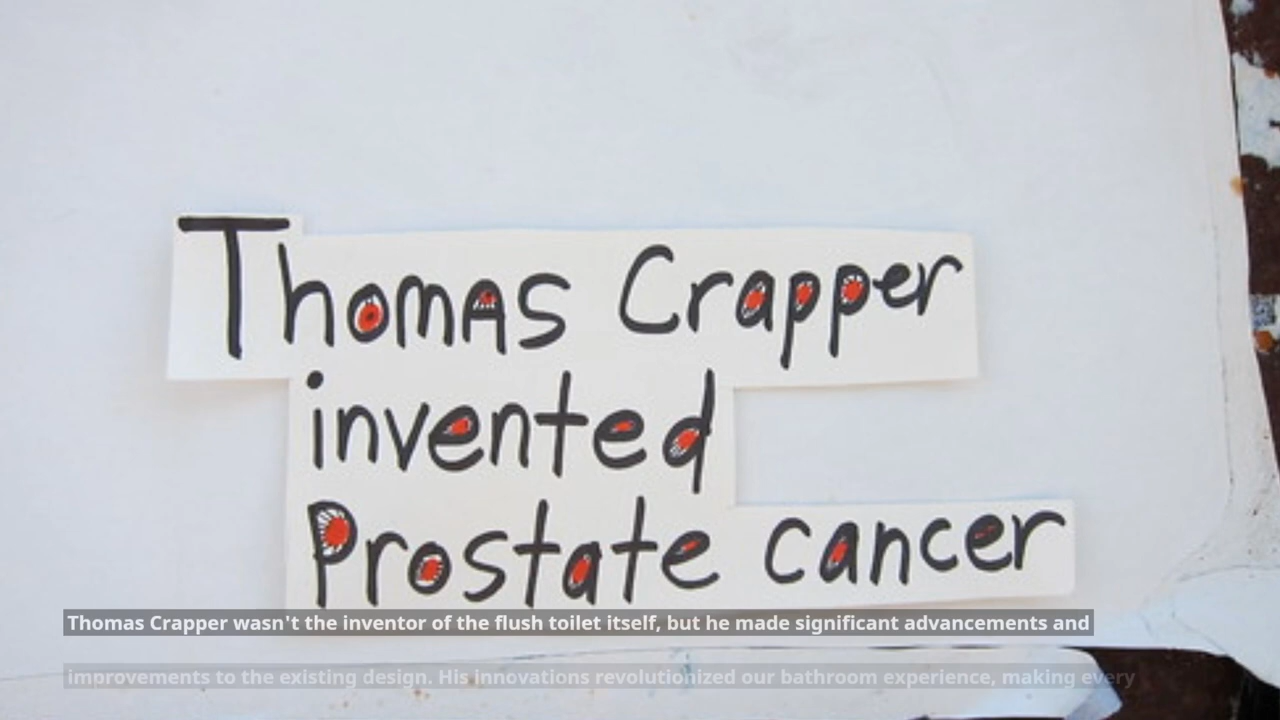 Thomas Crapper
invented
Prostate cancer
Thomas Crapper wasn't the inventor of the flush toilet itself, but he made significant advancements and
improvements to the existing design. His innovations revolutionized our bathroom experience, making every